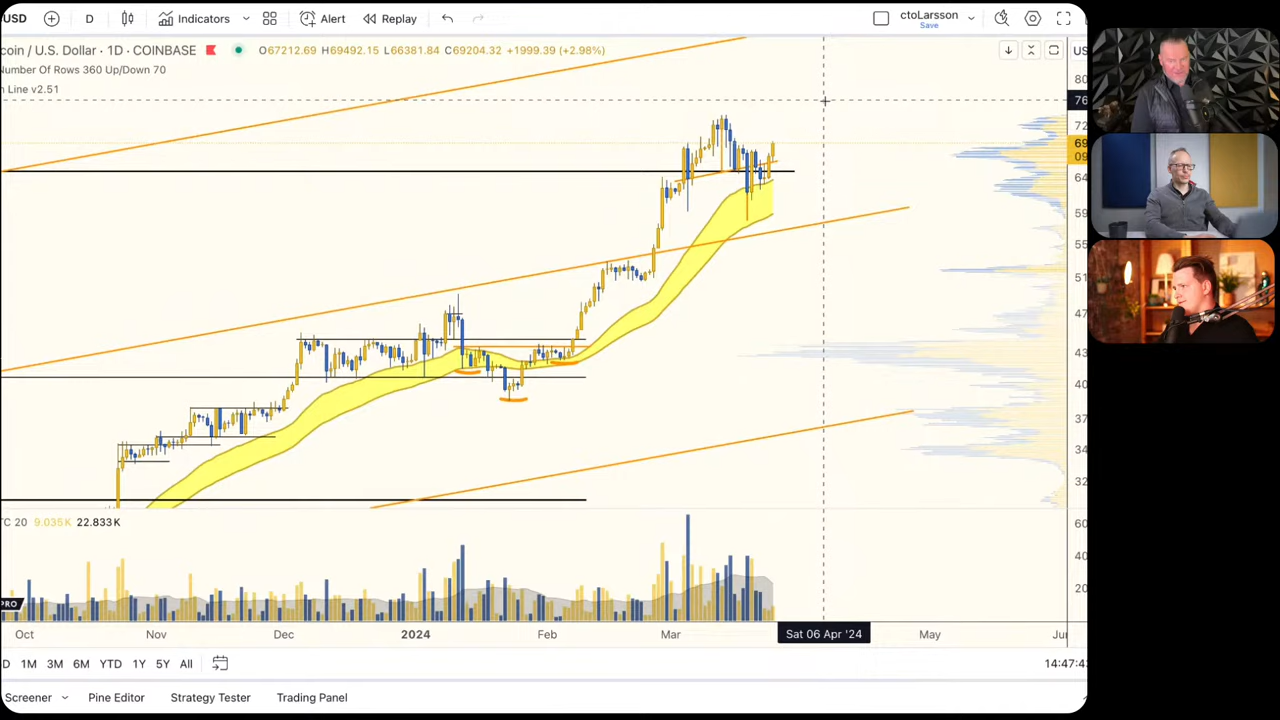 USD D Indicators Alert Replay ctoLarsson
Save
coin / U.S. Dollar · 1D · COINBASE O67212.69 H69492.15 L66381.84 C69204.32 +1999.39 (+2.98%) US
Number Of Rows 360 Up/Down 70
n Line v2.51
80
76
72
69
09
64
59
55
51
47
43
40
37
34
32
TC 20 9.035K 22.833K
60
40
20
PRO
Oct Nov Dec 2024 Feb Mar Sat 06 Apr '24 May Jun
D 1M 3M 6M YTD 1Y 5Y All 14:47:4
Screener Pine Editor Strategy Tester Trading Panel